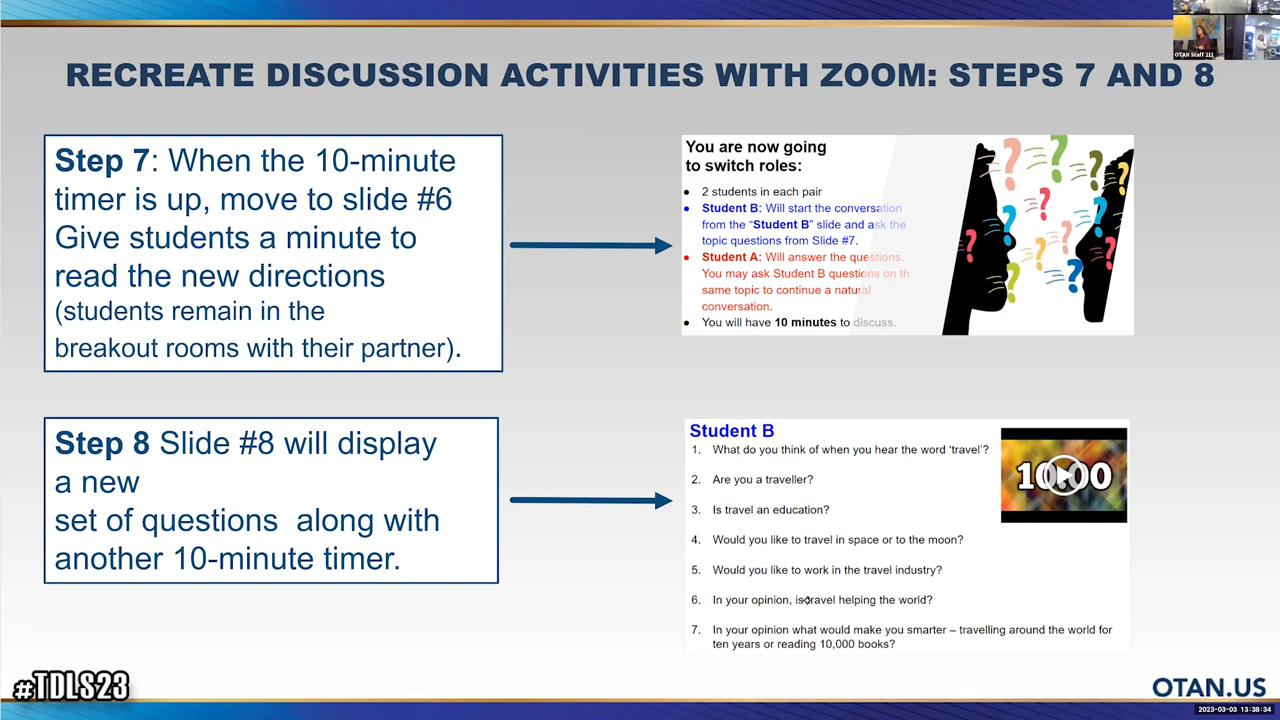 OTAN Staff 211
RECREATE DISCUSSION ACTIVITIES WITH ZOOM: STEPS 7 AND 8
Step 7: When the 10-minute
timer is up, move to slide #6
Give students a minute to
read the new directions
(students remain in the
breakout rooms with their partner).
You are now going
to switch roles:
• 2 students in each pair
• Student B: Will start the conversation
from the “Student B” slide and ask the
topic questions from Slide #7.
• Student A: Will answer the questions.
You may ask Student B questions on th
same topic to continue a natural
conversation.
• You will have 10 minutes to discuss.
Step 8 Slide #8 will display
a new
set of questions along with
another 10-minute timer.
Student B
1. What do you think of when you hear the word ‘travel’?
2. Are you a traveller?
3. Is travel an education?
4. Would you like to travel in space or to the moon?
5. Would you like to work in the travel industry?
6. In your opinion, is travel helping the world?
7. In your opinion what would make you smarter – travelling around the world for
ten years or reading 10,000 books?
10:00
#TDLS23
OTAN.US
2023-03-03 13:38:34